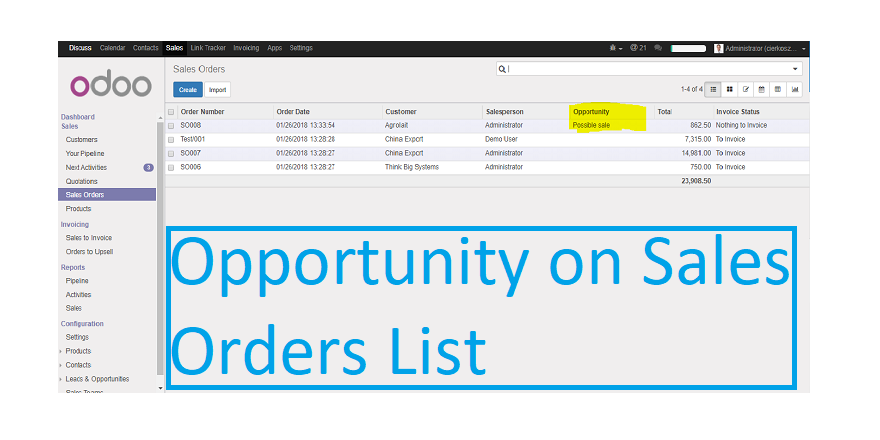 Discuss Calendar Contacts Sales Link Tracker Invoicing Apps Settings @ 21 Administrator (cierkosz...
odoo
Sales Orders
Create Import 1-4 of 4
Order Number Order Date Customer Salesperson Opportunity Total Invoice Status
SO008 01/26/2018 13:33:54 Agrolait Administrator Possible sale 862.50 Nothing to Invoice
Test/001 01/26/2018 13:28:28 China Export Demo User 7,315.00 To Invoice
SO007 01/26/2018 13:28:27 China Export Administrator 14,981.00 To Invoice
SO006 01/26/2018 13:28:27 Think Big Systems Administrator 750.00 To Invoice
23,908.50
Dashboard
Sales
Customers
Your Pipeline
Next Activities 3
Quotations
Sales Orders
Products
Invoicing
Sales to Invoice
Orders to Upsell
Reports
Pipeline
Activities
Sales
Configuration
Settings
Products
Contacts
Leads & Opportunities
Sales Teams
Opportunity on Sales
Orders List